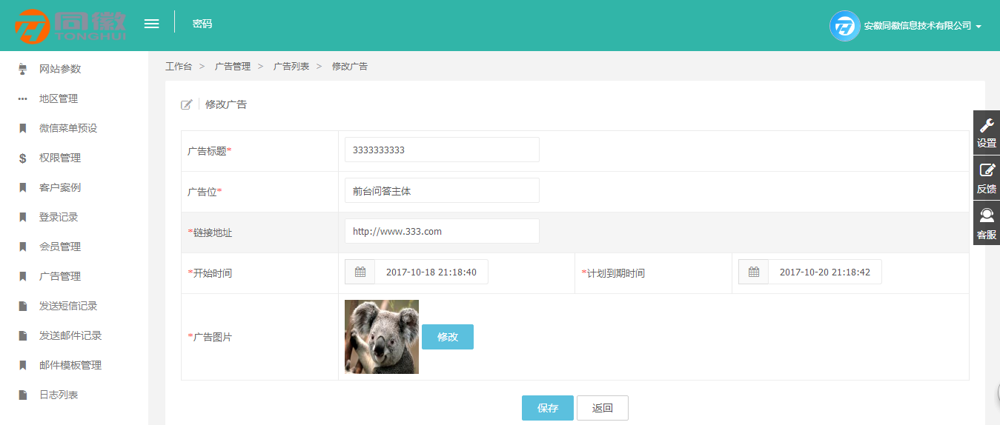 同徽
TONGHUI
密码
安徽同徽信息技术有限公司
网站参数
地区管理
微信菜单预设
$ 权限管理
客户案例
登录记录
会员管理
广告管理
发送短信记录
发送邮件记录
邮件模板管理
日志列表
工作台 > 广告管理 > 广告列表 > 修改广告
修改广告
广告标题* 3333333333
广告位* 前台问答主体
*链接地址 http://www.333.com
*开始时间 2017-10-18 21:18:40 *计划到期时间 2017-10-20 21:18:42
*广告图片 修改
保存 返回
设置
反馈
客服